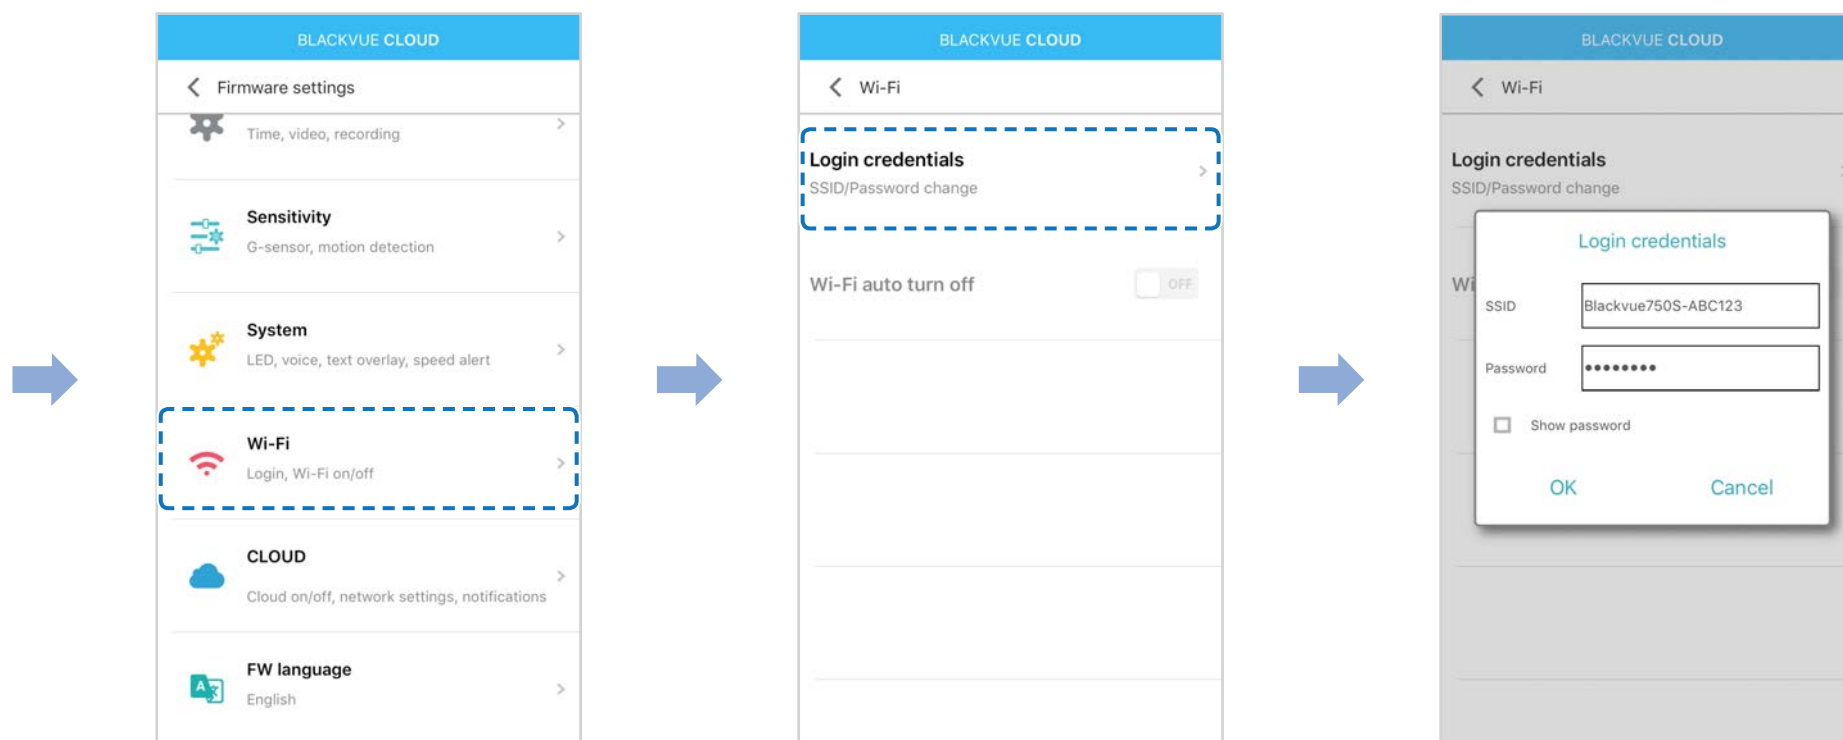 BLACKVUE CLOUD
Firmware settings
Time, video, recording
Sensitivity
G-sensor, motion detection
System
LED, voice, text overlay, speed alert
Wi-Fi
Login, Wi-Fi on/off
CLOUD
Cloud on/off, network settings, notifications
FW language
English
BLACKVUE CLOUD
Wi-Fi
Login credentials
SSID/Password change
Wi-Fi auto turn off
OFF
BLACKVUE CLOUD
Wi-Fi
Login credentials
SSID/Password change
Wi
Login credentials
SSID
Blackvue750S-ABC123
Password
••••••••
Show password
OK
Cancel